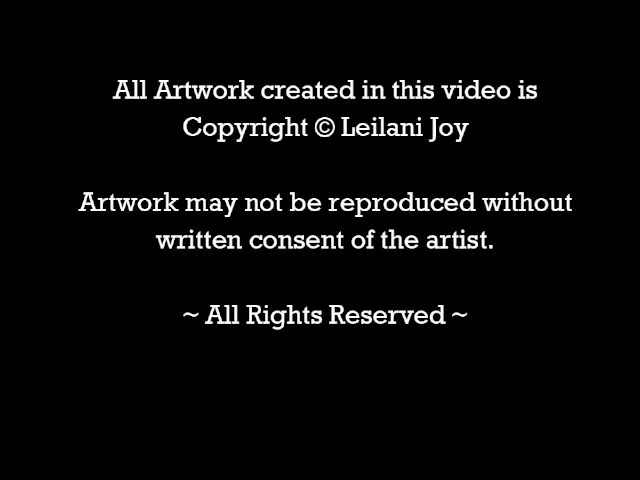 All Artwork created in this video is
Copyright © Leilani Joy
Artwork may not be reproduced without
written consent of the artist.
~ All Rights Reserved ~